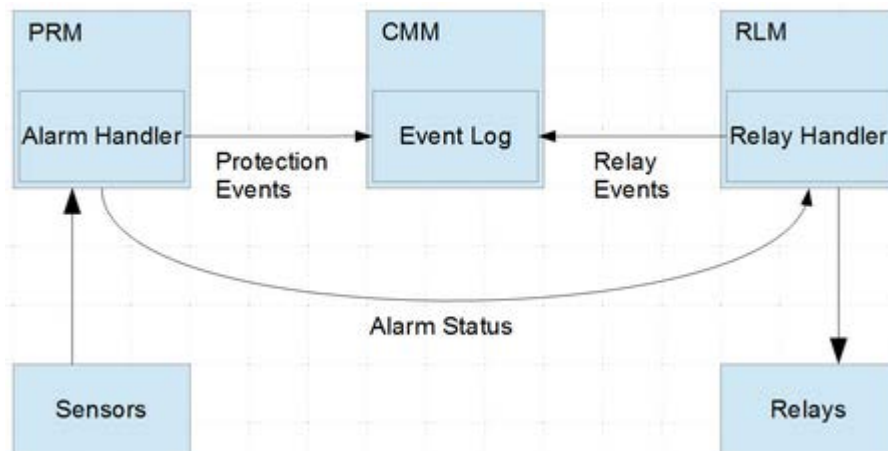 PRM
CMM
RLM
Alarm Handler
Event Log
Relay Handler
Protection
Events
Relay
Events
Alarm Status
Sensors
Relays